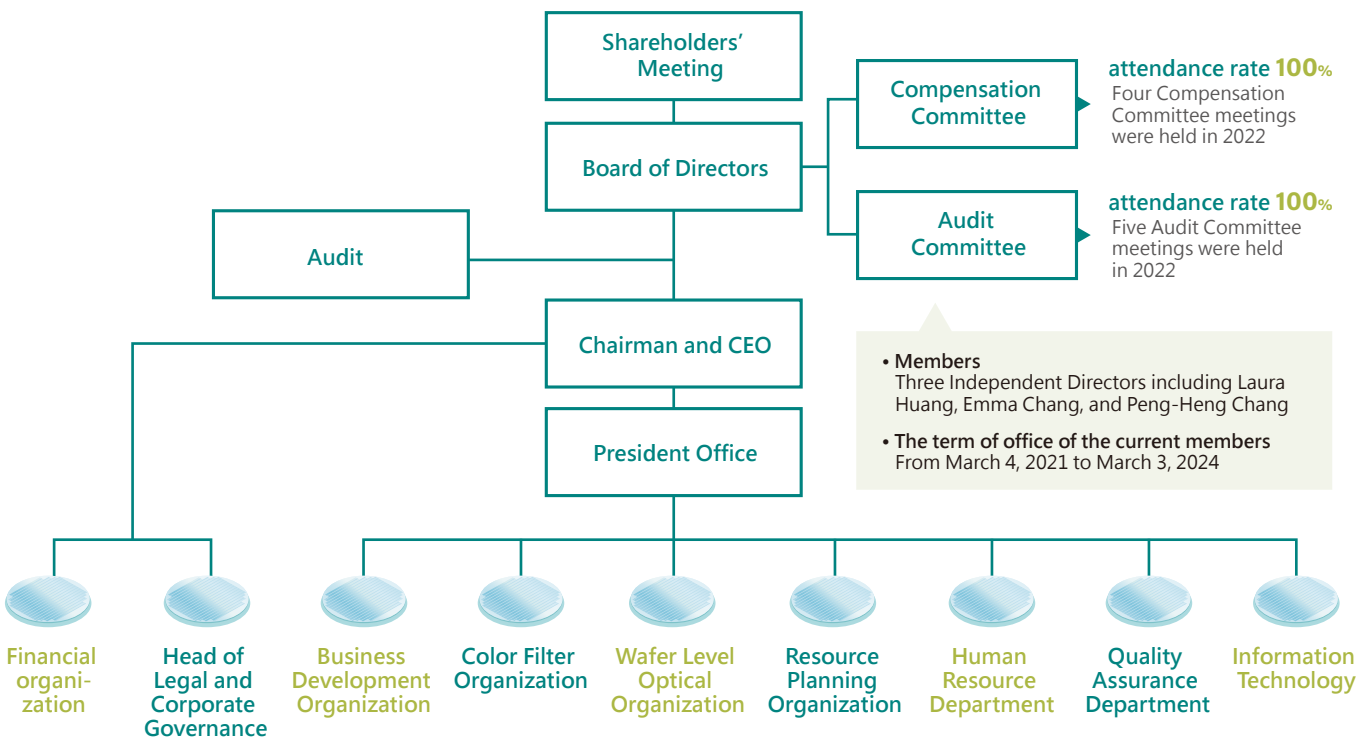 Shareholders'
Meeting
Board of Directors
Compensation
Committee
attendance rate 100%
Four Compensation
Committee meetings
were held in 2022
Audit
Committee
attendance rate 100%
Five Audit Committee
meetings were held
in 2022
Audit
Chairman and CEO
President Office
• Members
Three Independent Directors including Laura
Huang, Emma Chang, and Peng-Heng Chang
• The term of office of the current members
From March 4, 2021 to March 3, 2024
Financial
organi-
zation
Head of
Legal and
Corporate
Governance
Business
Development
Organization
Color Filter
Organization
Wafer Level
Optical
Organization
Resource
Planning
Organization
Human
Resource
Department
Quality
Assurance
Department
Information
Technology